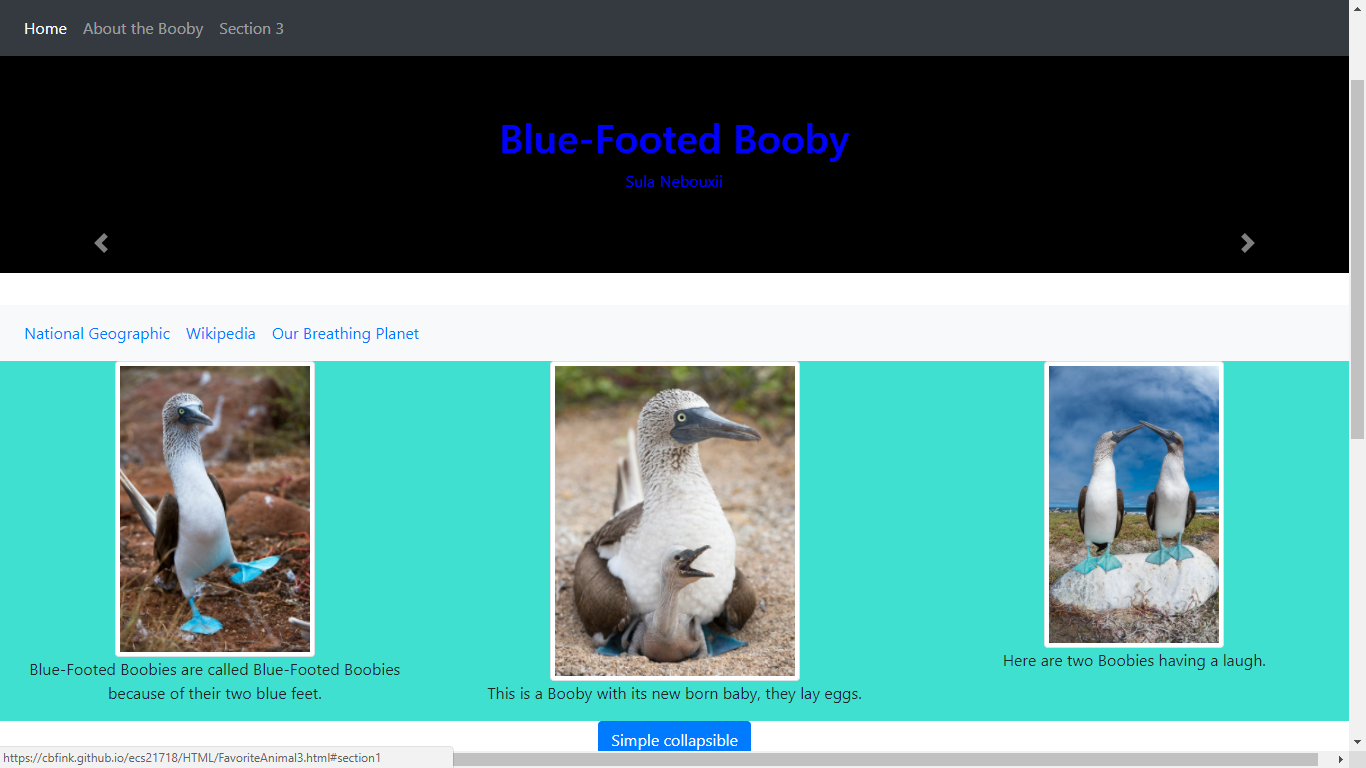 Home About the Booby Section 3
Blue-Footed Booby
Sula Nebouxii
National Geographic Wikipedia Our Breathing Planet
Blue-Footed Boobies are called Blue-Footed Boobies
because of their two blue feet.
This is a Booby with its new born baby, they lay eggs.
Here are two Boobies having a laugh.
Simple collapsible
https://cbfink.github.io/ecs21718/HTML/FavoriteAnimal3.html#section1